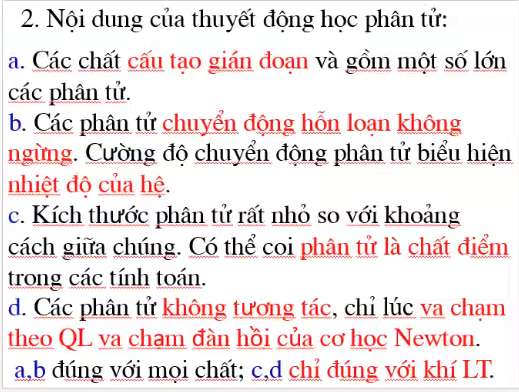 2. Nội dung của thuyết động học phân tử:
a. Các chất cấu tạo gián đoạn và gồm một số lớn
các phân tử.
b. Các phân tử chuyển động hỗn loạn không
ngừng. Cường độ chuyển động phân tử biểu hiện
nhiệt độ của hệ.
c. Kích thước phân tử rất nhỏ so với khoảng
cách giữa chúng. Có thể coi phân tử là chất điểm
trong các tính toán.
d. Các phân tử không tương tác, chỉ lúc va chạm
theo QL va chạm đàn hồi của cơ học Newton.
a,b đúng với mọi chất; c,d chỉ đúng với khí LT.